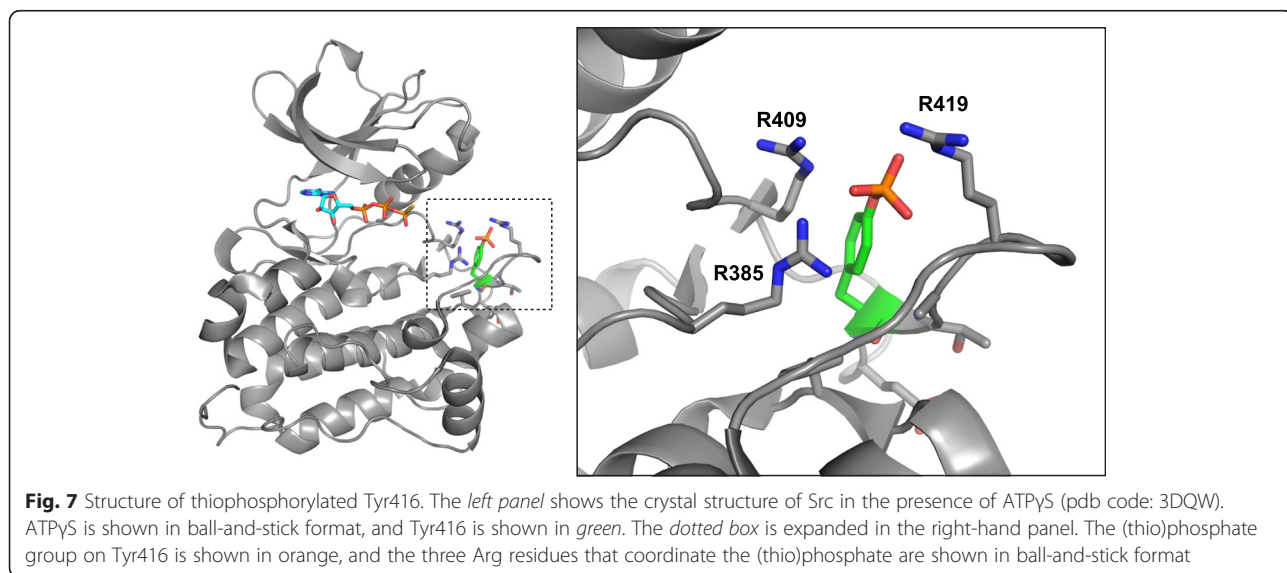 R409
R419
R385
Fig. 7 Structure of thiophosphorylated Tyr416. The left panel shows the crystal structure of Src in the presence of ATPγS (pdb code: 3DQW).
ATPγS is shown in ball-and-stick format, and Tyr416 is shown in green. The dotted box is expanded in the right-hand panel. The (thio)phosphate
group on Tyr416 is shown in orange, and the three Arg residues that coordinate the (thio)phosphate are shown in ball-and-stick format